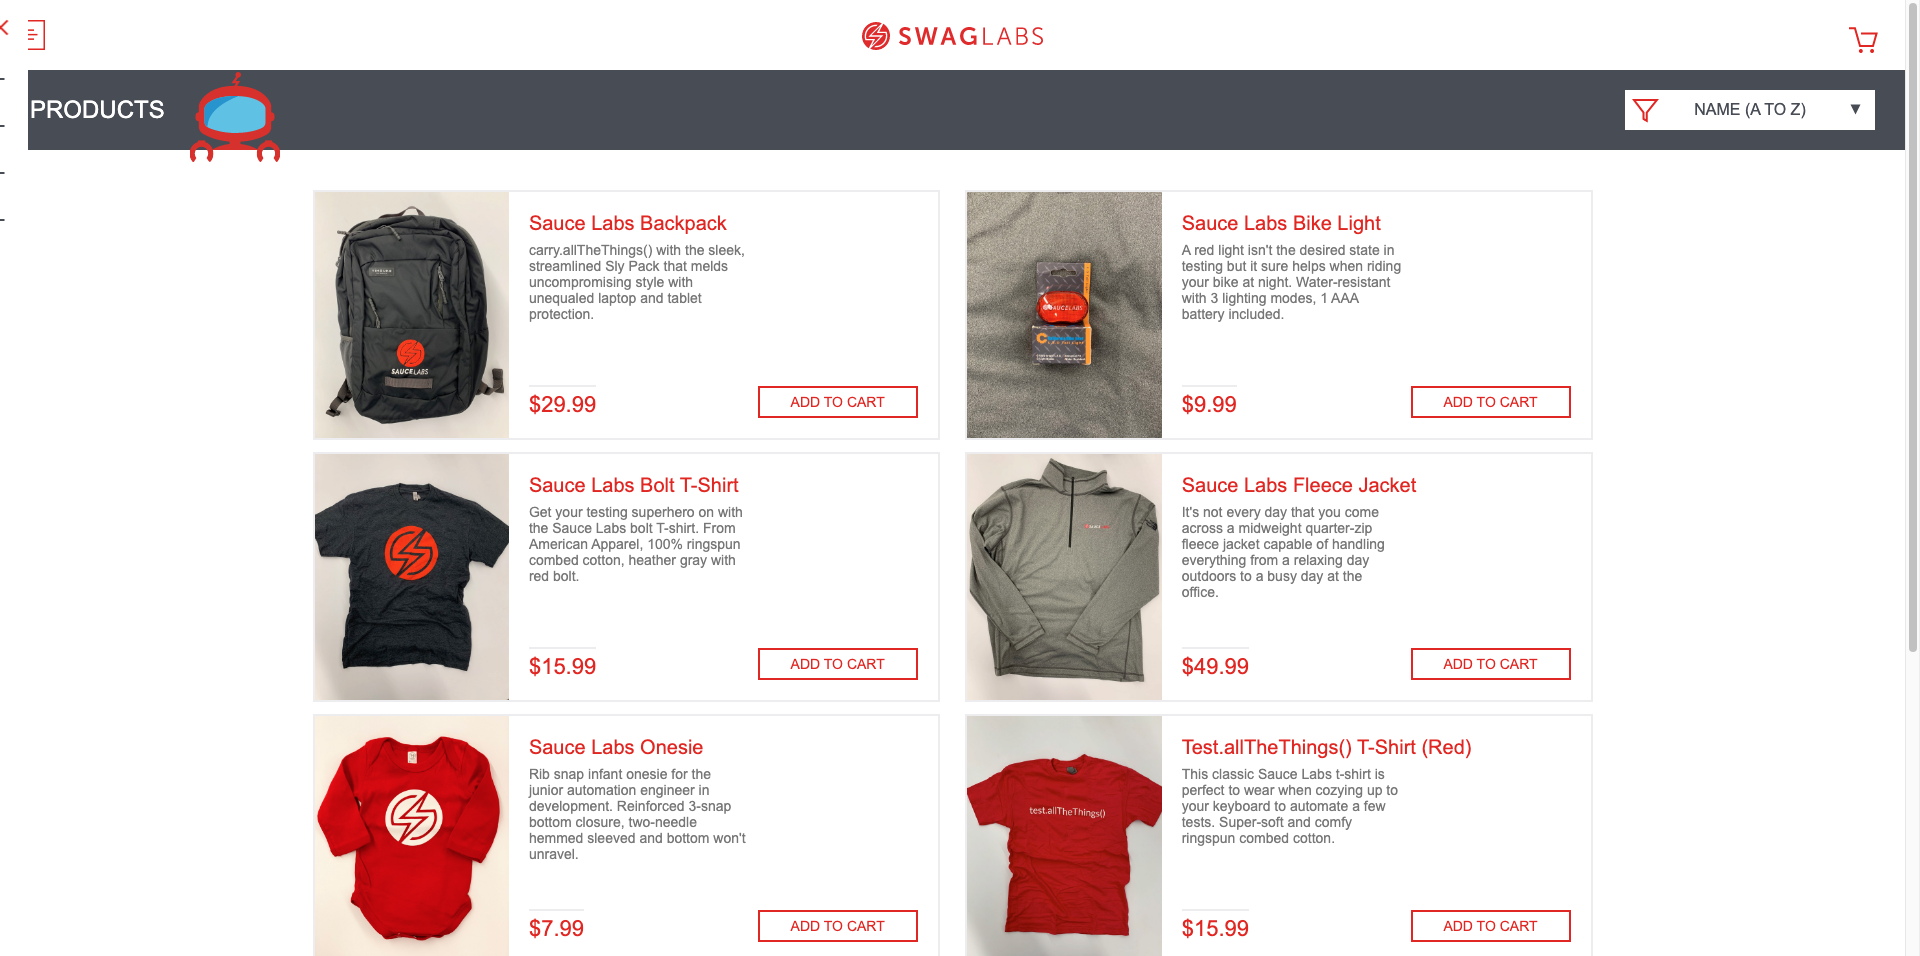 SWAGLABS
PRODUCTS
NAME (A TO Z)
Sauce Labs Backpack
carry.allTheThings() with the sleek,
streamlined Sly Pack that melds
uncompromising style with
unequaled laptop and tablet
protection.
$29.99
ADD TO CART
SAUCELABS
Sauce Labs Bike Light
A red light isn't the desired state in
testing but it sure helps when riding
your bike at night. Water-resistant
with 3 lighting modes, 1 AAA
battery included.
$9.99
ADD TO CART
SAUCELABS
Sauce Labs Bolt T-Shirt
Get your testing superhero on with
the Sauce Labs bolt T-shirt. From
American Apparel, 100% ringspun
combed cotton, heather gray with
red bolt.
$15.99
ADD TO CART
Sauce Labs Fleece Jacket
It's not every day that you come
across a midweight quarter-zip
fleece jacket capable of handling
everything from a relaxing day
outdoors to a busy day at the
office.
$49.99
ADD TO CART
Sauce Labs Onesie
Rib snap infant onesie for the
junior automation engineer in
development. Reinforced 3-snap
bottom closure, two-needle
hemmed sleeved and bottom won't
unravel.
$7.99
ADD TO CART
test.allTheThings()
Test.allTheThings() T-Shirt (Red)
This classic Sauce Labs t-shirt is
perfect to wear when cozying up to
your keyboard to automate a few
tests. Super-soft and comfy
ringspun combed cotton.
$15.99
ADD TO CART